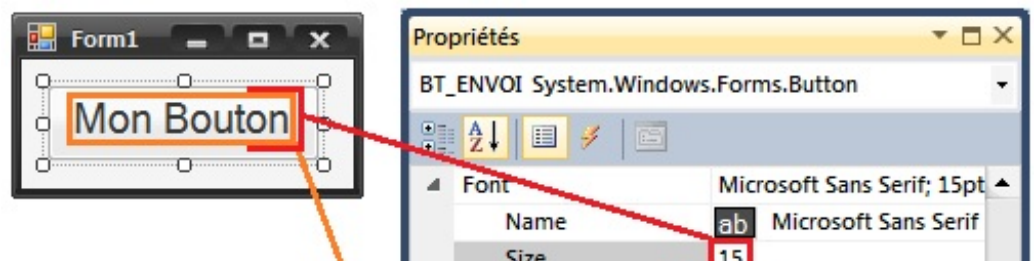 Form1
Mon Bouton
Propriétés
BT_ENVOI System.Windows.Forms.Button
Font Microsoft Sans Serif; 15pt
Name ab Microsoft Sans Serif
Size 15